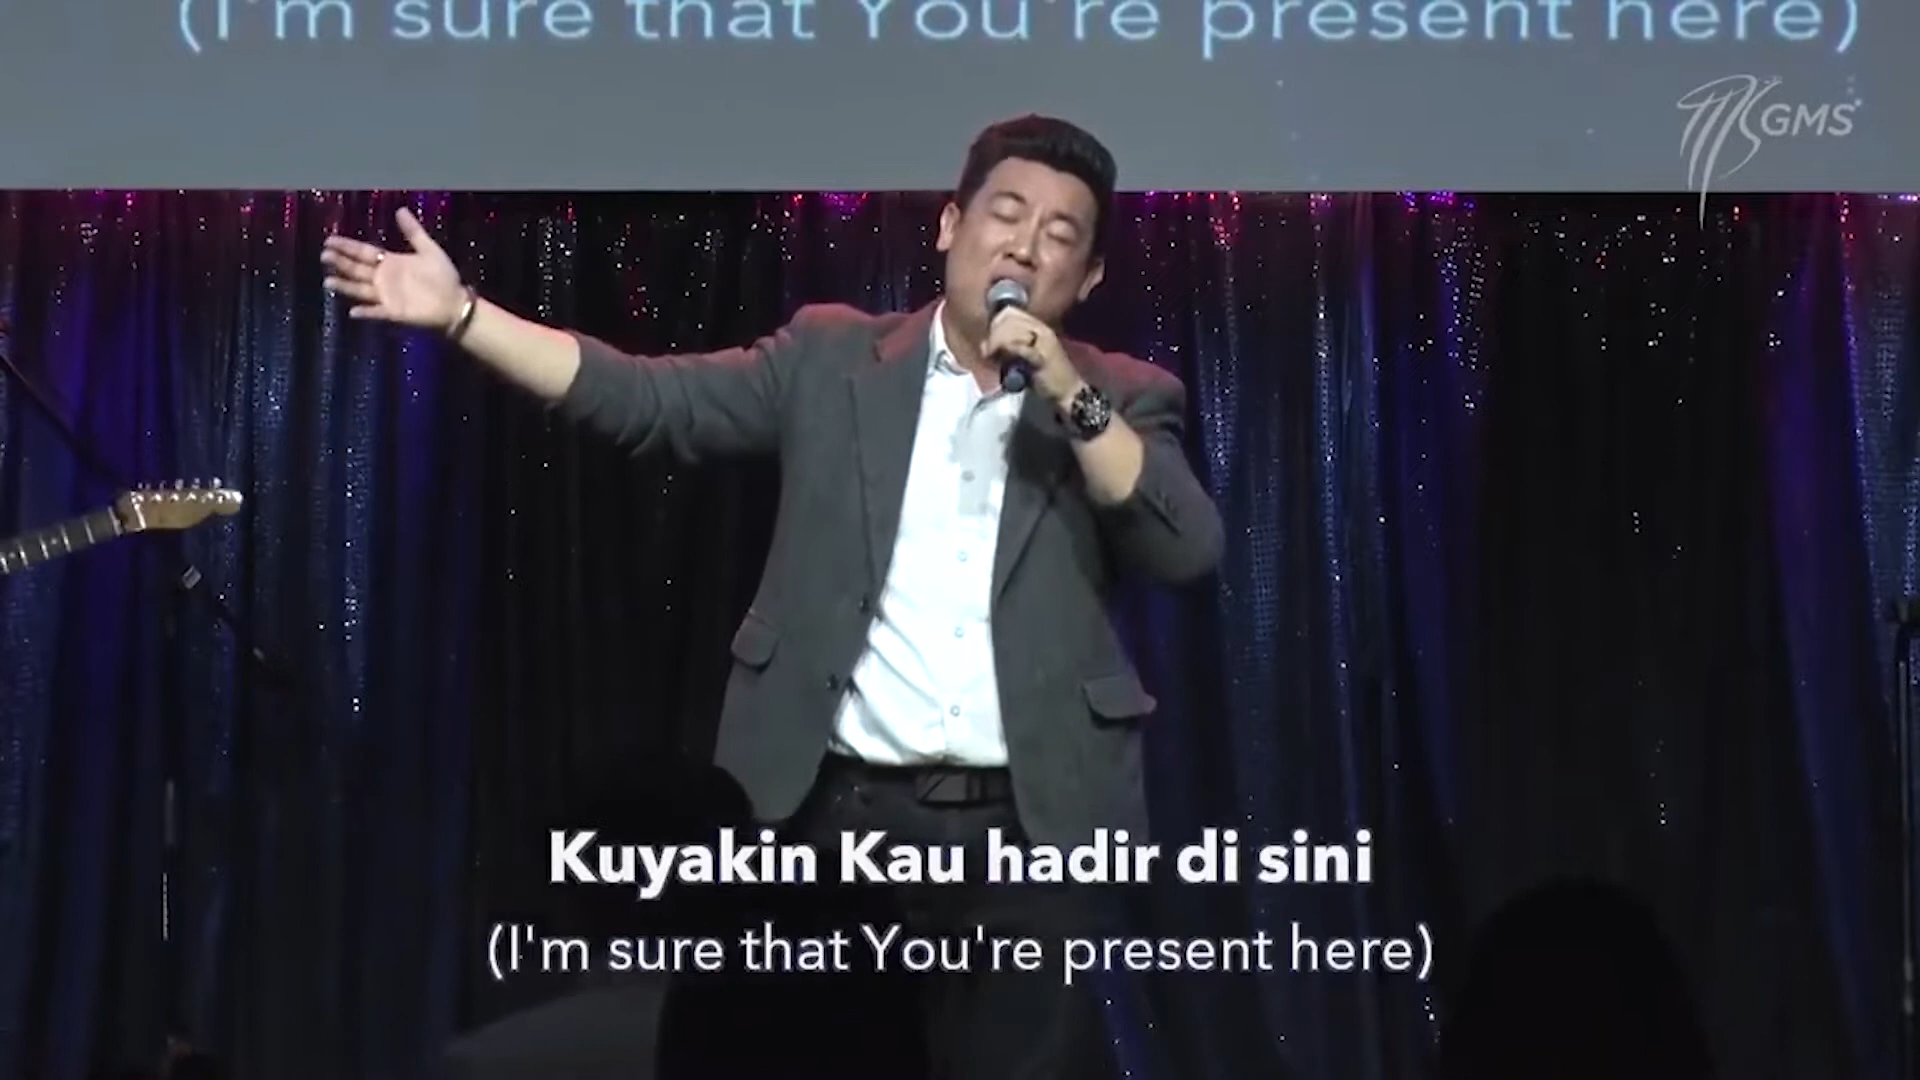 (I'm sure that You're present here)
GMS
Kuyakin Kau hadir di sini
(I'm sure that You're present here)